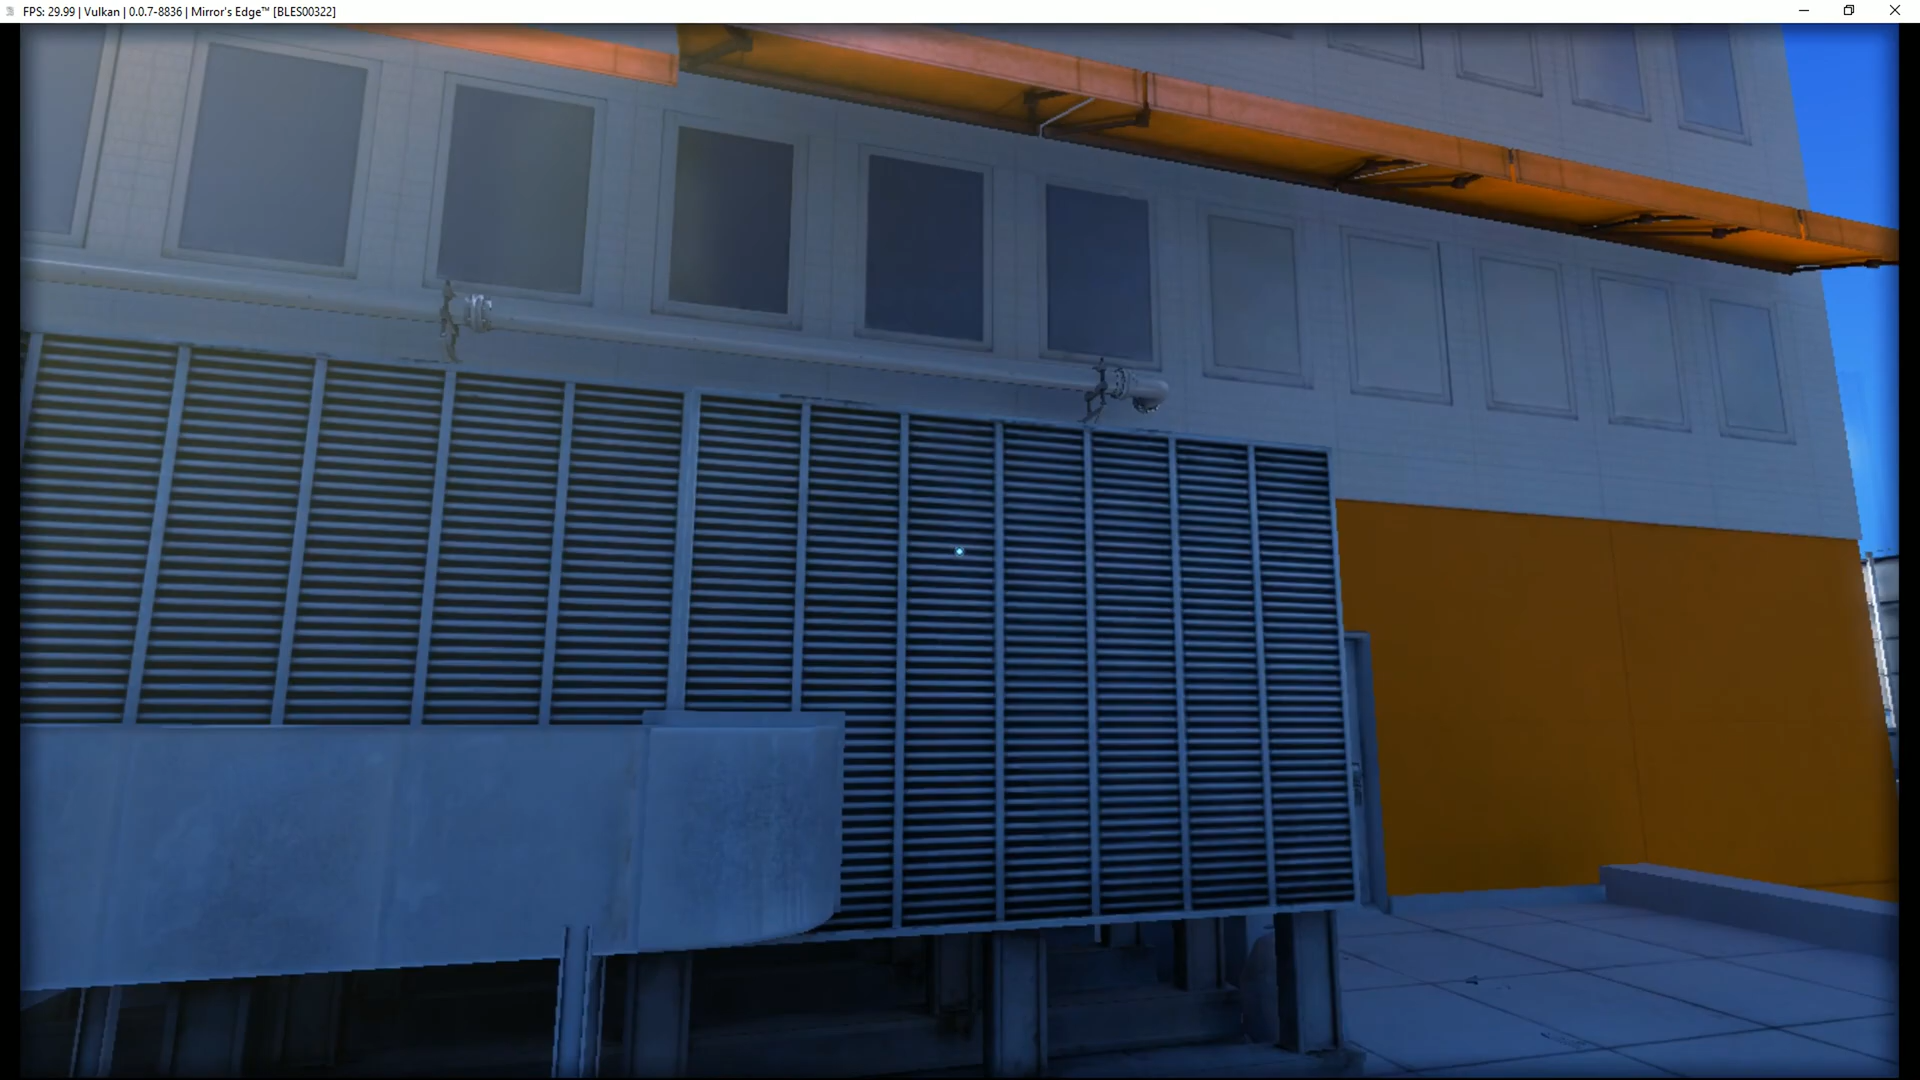 FPS: 29.99 | Vulkan | 0.0.7-8836 | Mirror's Edge™ [BLES00322]